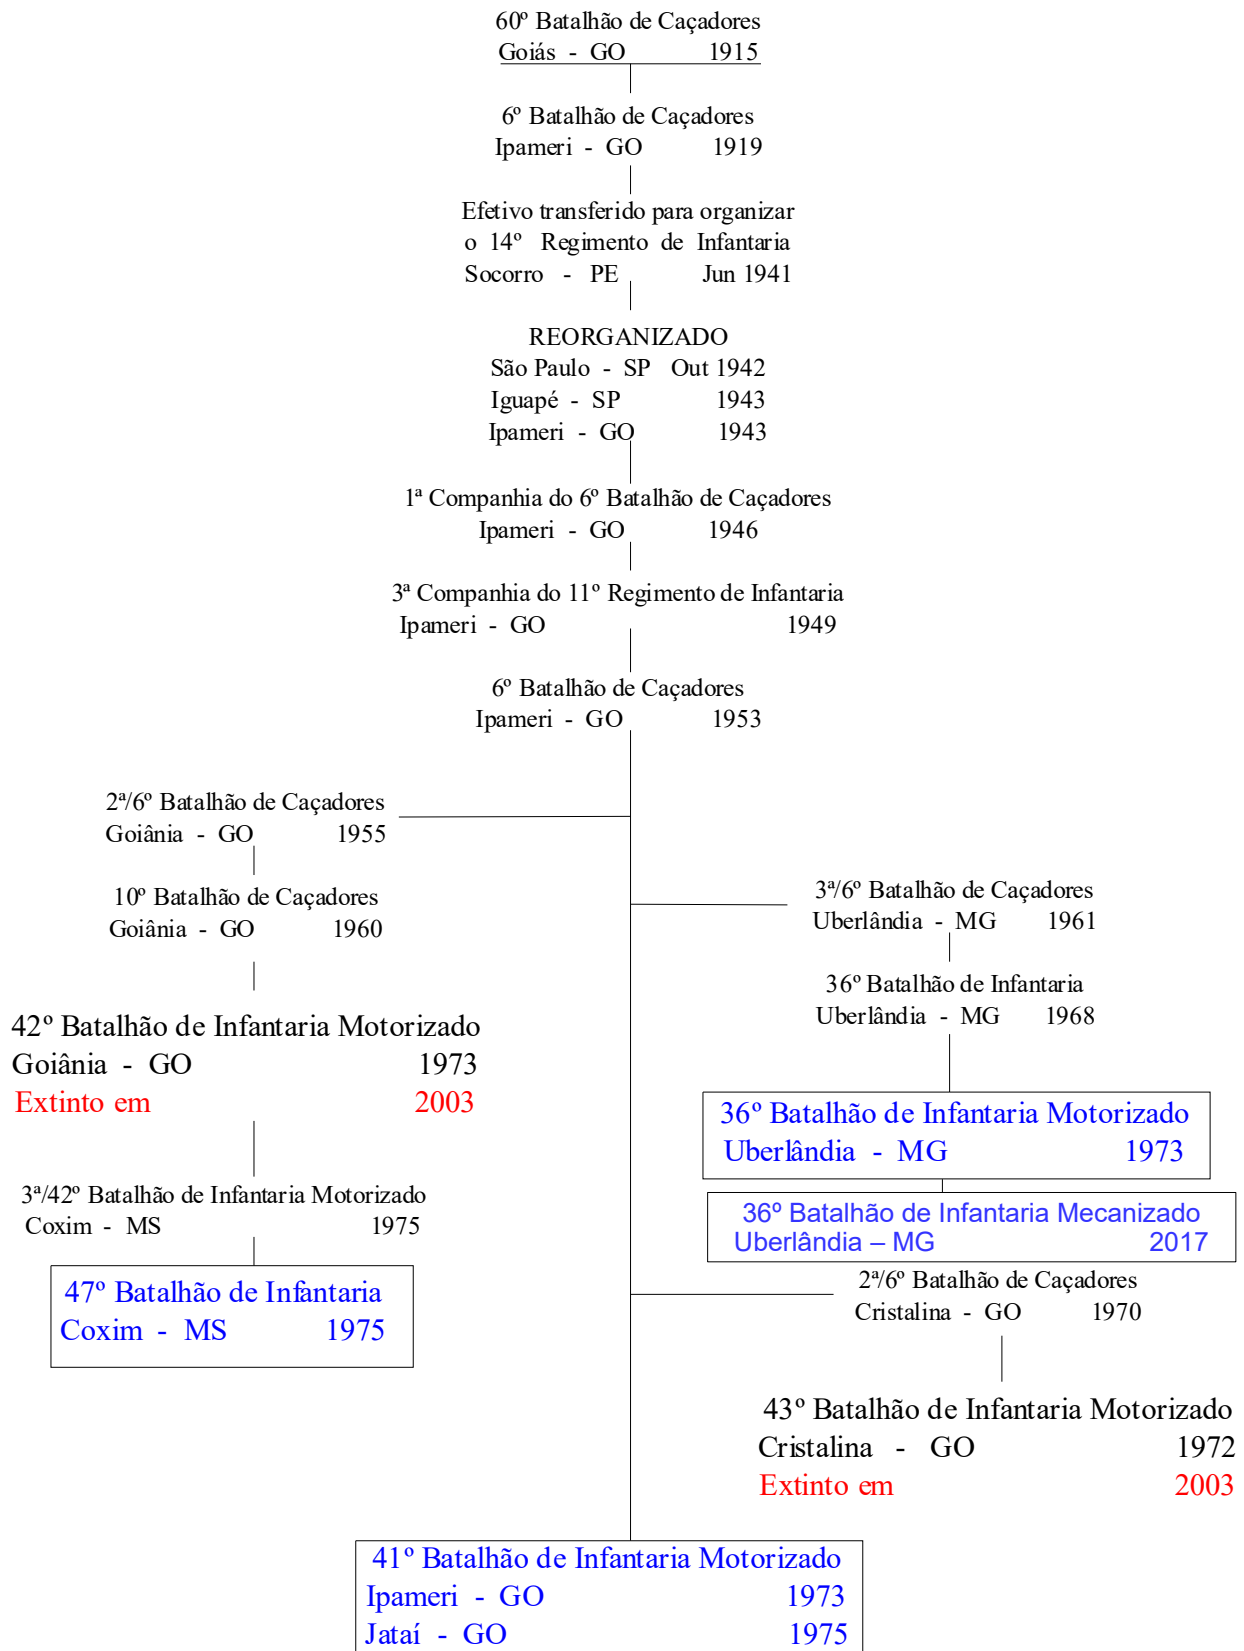 60º Batalhão de Caçadores
Goiás - GO 1915
6º Batalhão de Caçadores
Ipameri - GO 1919
Efetivo transferido para organizar
o 14º Regimento de Infantaria
Socorro - PE Jun 1941
REORGANIZADO
São Paulo - SP Out 1942
Iguapé - SP 1943
Ipameri - GO 1943
1ª Companhia do 6º Batalhão de Caçadores
Ipameri - GO 1946
3ª Companhia do 11º Regimento de Infantaria
Ipameri - GO 1949
6º Batalhão de Caçadores
Ipameri - GO 1953
2ª/6º Batalhão de Caçadores
Goiânia - GO 1955
10º Batalhão de Caçadores
Goiânia - GO 1960
42º Batalhão de Infantaria Motorizado
Goiânia - GO 1973
Extinto em 2003
3ª/42º Batalhão de Infantaria Motorizado
Coxim - MS 1975
47º Batalhão de Infantaria
Coxim - MS 1975
3ª/6º Batalhão de Caçadores
Uberlândia - MG 1961
36º Batalhão de Infantaria
Uberlândia - MG 1968
36º Batalhão de Infantaria Motorizado
Uberlândia - MG 1973
36º Batalhão de Infantaria Mecanizado
Uberlândia – MG 2017
2ª/6º Batalhão de Caçadores
Cristalina - GO 1970
43º Batalhão de Infantaria Motorizado
Cristalina - GO 1972
Extinto em 2003
41º Batalhão de Infantaria Motorizado
Ipameri - GO 1973
Jataí - GO 1975